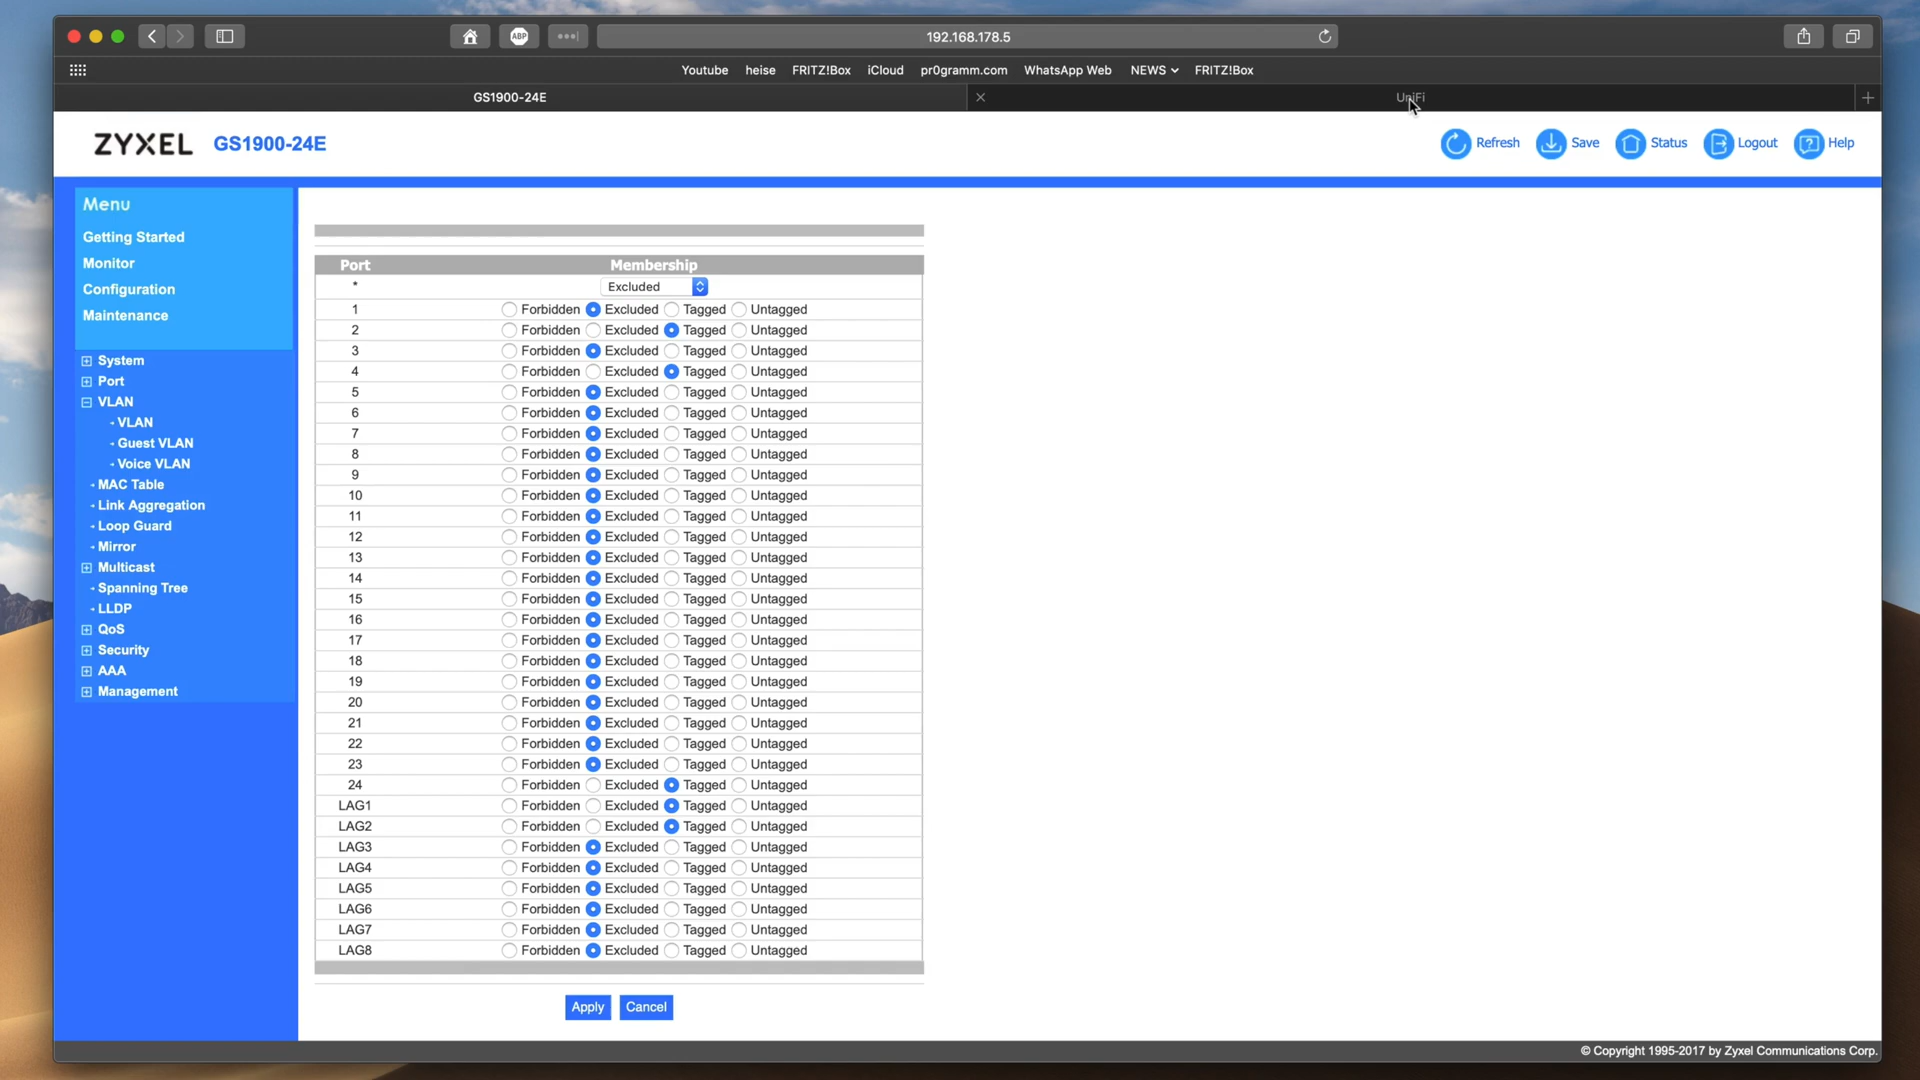 ABP
192.168.178.5
Youtube heise FRITZ!Box iCloud pr0gramm.com WhatsApp Web NEWS FRITZ!Box
GS1900-24E
UniFi
ZYXEL GS1900-24E
Refresh Save Status Logout Help
Menu
Getting Started
Monitor
Configuration
Maintenance
System
Port
VLAN
VLAN
Guest VLAN
Voice VLAN
MAC Table
Link Aggregation
Loop Guard
Mirror
Multicast
Spanning Tree
LLDP
QoS
Security
AAA
Management
Port Membership
* Excluded
1 Forbidden Excluded Tagged Untagged
2 Forbidden Excluded Tagged Untagged
3 Forbidden Excluded Tagged Untagged
4 Forbidden Excluded Tagged Untagged
5 Forbidden Excluded Tagged Untagged
6 Forbidden Excluded Tagged Untagged
7 Forbidden Excluded Tagged Untagged
8 Forbidden Excluded Tagged Untagged
9 Forbidden Excluded Tagged Untagged
10 Forbidden Excluded Tagged Untagged
11 Forbidden Excluded Tagged Untagged
12 Forbidden Excluded Tagged Untagged
13 Forbidden Excluded Tagged Untagged
14 Forbidden Excluded Tagged Untagged
15 Forbidden Excluded Tagged Untagged
16 Forbidden Excluded Tagged Untagged
17 Forbidden Excluded Tagged Untagged
18 Forbidden Excluded Tagged Untagged
19 Forbidden Excluded Tagged Untagged
20 Forbidden Excluded Tagged Untagged
21 Forbidden Excluded Tagged Untagged
22 Forbidden Excluded Tagged Untagged
23 Forbidden Excluded Tagged Untagged
24 Forbidden Excluded Tagged Untagged
LAG1 Forbidden Excluded Tagged Untagged
LAG2 Forbidden Excluded Tagged Untagged
LAG3 Forbidden Excluded Tagged Untagged
LAG4 Forbidden Excluded Tagged Untagged
LAG5 Forbidden Excluded Tagged Untagged
LAG6 Forbidden Excluded Tagged Untagged
LAG7 Forbidden Excluded Tagged Untagged
LAG8 Forbidden Excluded Tagged Untagged
Apply Cancel
© Copyright 1995-2017 by Zyxel Communications Corp.